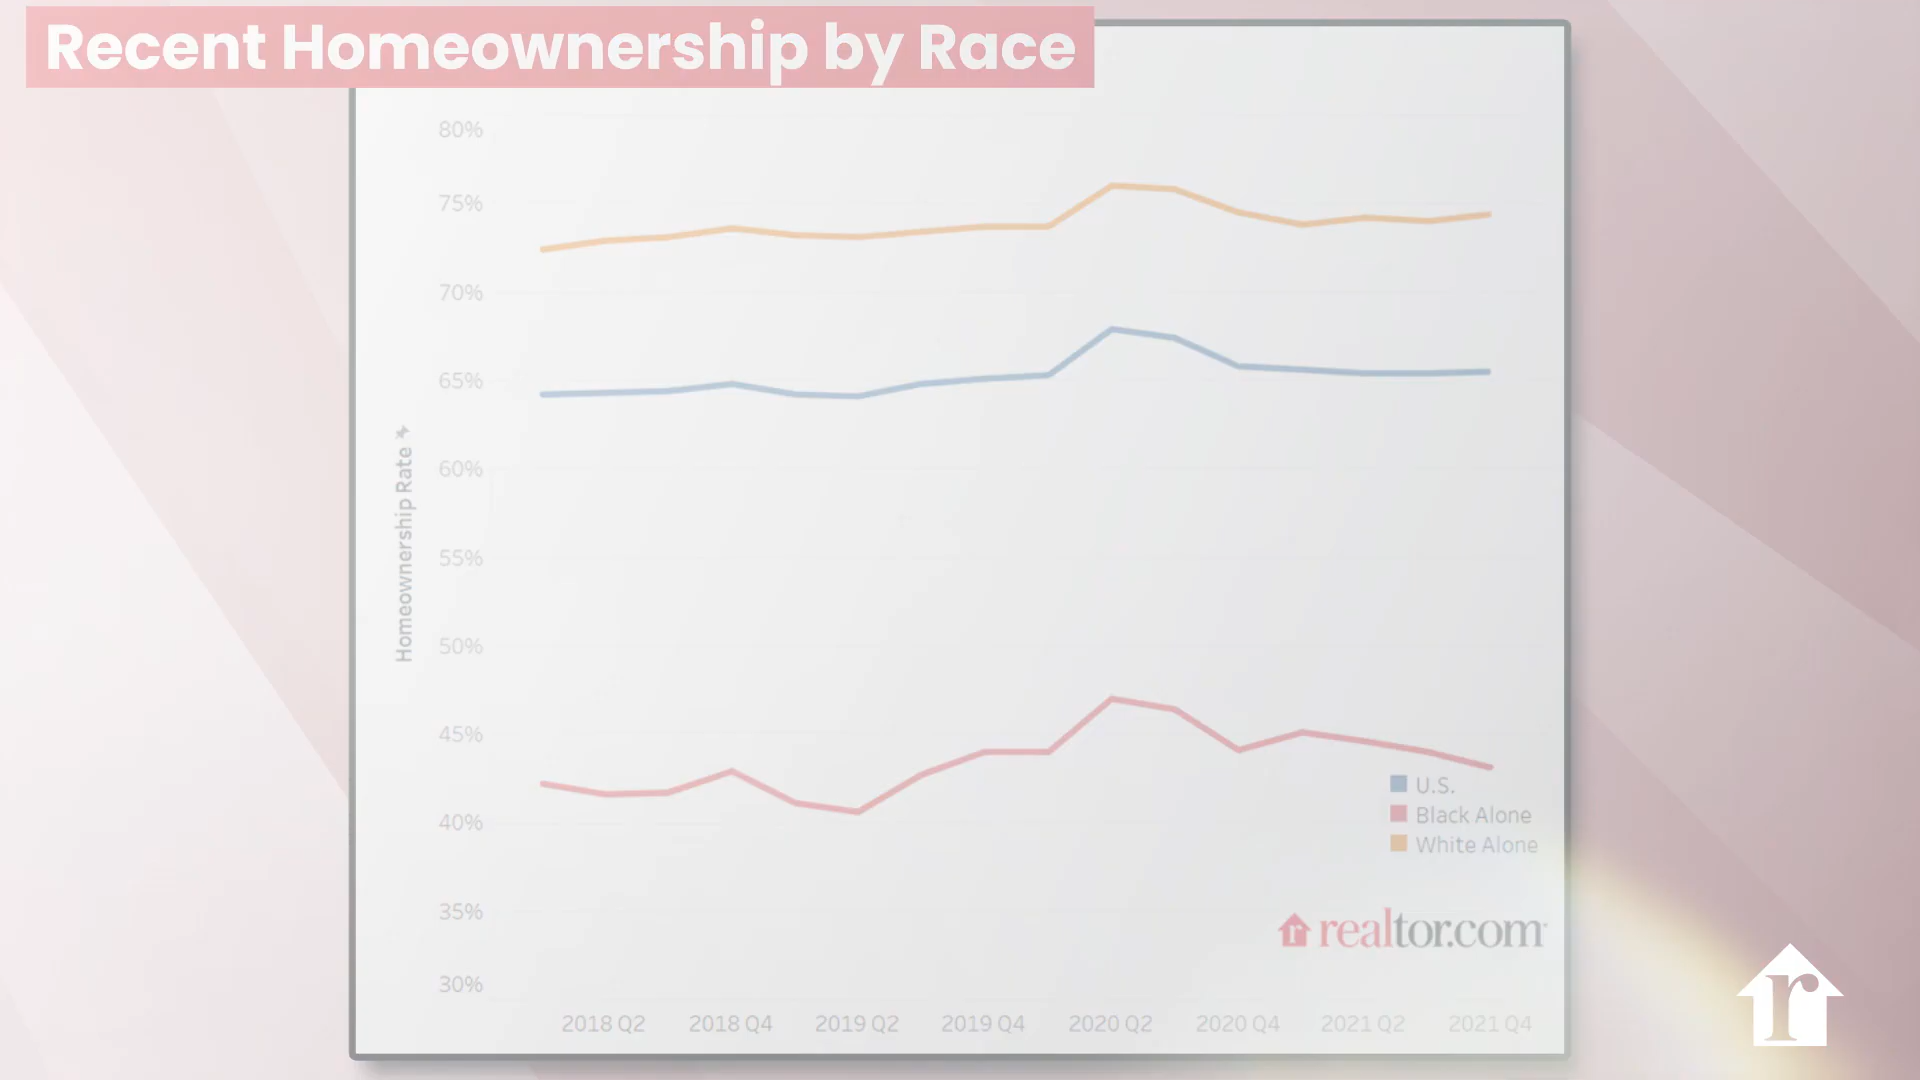 Recent Homeownership by Race
80%
75%
70%
65%
60%
55%
50%
45%
40%
35%
30%
Homeownership Rate
2018 Q2 2018 Q4 2019 Q2 2019 Q4 2020 Q2 2020 Q4 2021 Q2 2021 Q4
U.S.
Black Alone
White Alone
r realtor.com
r